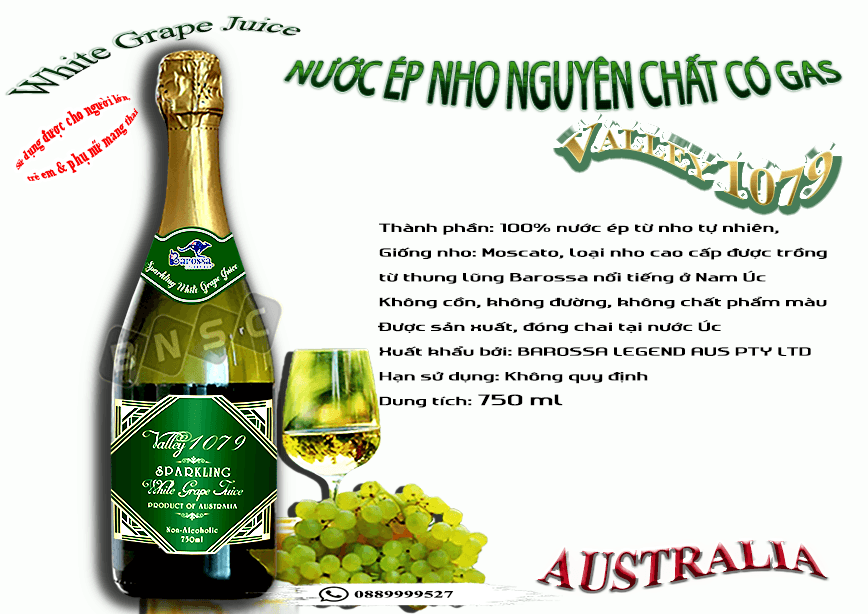 White Grape Juice
NƯỚC ÉP NHO NGUYÊN CHẤT CÓ GAS
VALLEY 1079
Sử dụng được cho người lớn,
trẻ em & phụ nữ mang thai
Thành phần: 100% nước ép từ nho tự nhiên,
Giống nho: Moscato, loại nho cao cấp được trồng
từ thung lũng Barossa nổi tiếng ở Nam Úc
Không cồn, không đường, không chất phẩm màu
Được sản xuất, đóng chai tại nước Úc
Xuất khẩu bởi: BAROSSA LEGEND AUS PTY LTD
Hạn sử dụng: Không quy định
Dung tích: 750 ml
Barossa
Sparkling White Grape Juice
BNSC
Valley 1079
SPARKLING
White Grape Juice
PRODUCT OF AUSTRALIA
Non-Alcoholic
750ml
AUSTRALIA
0889999527